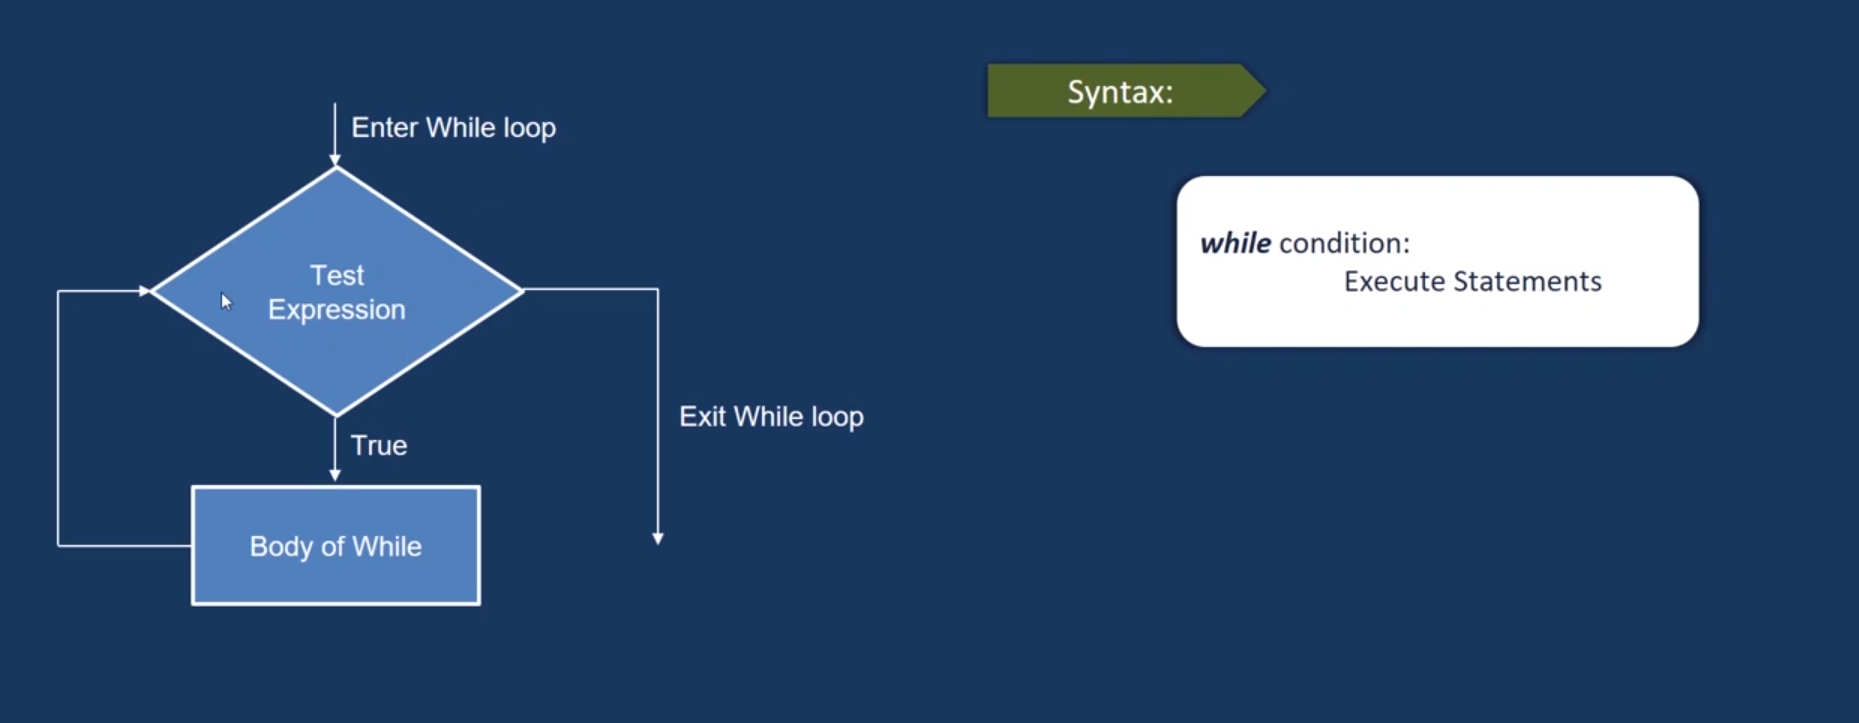 Enter While loop
Test
Expression
True
Body of While
Exit While loop
Syntax:
while condition:
Execute Statements